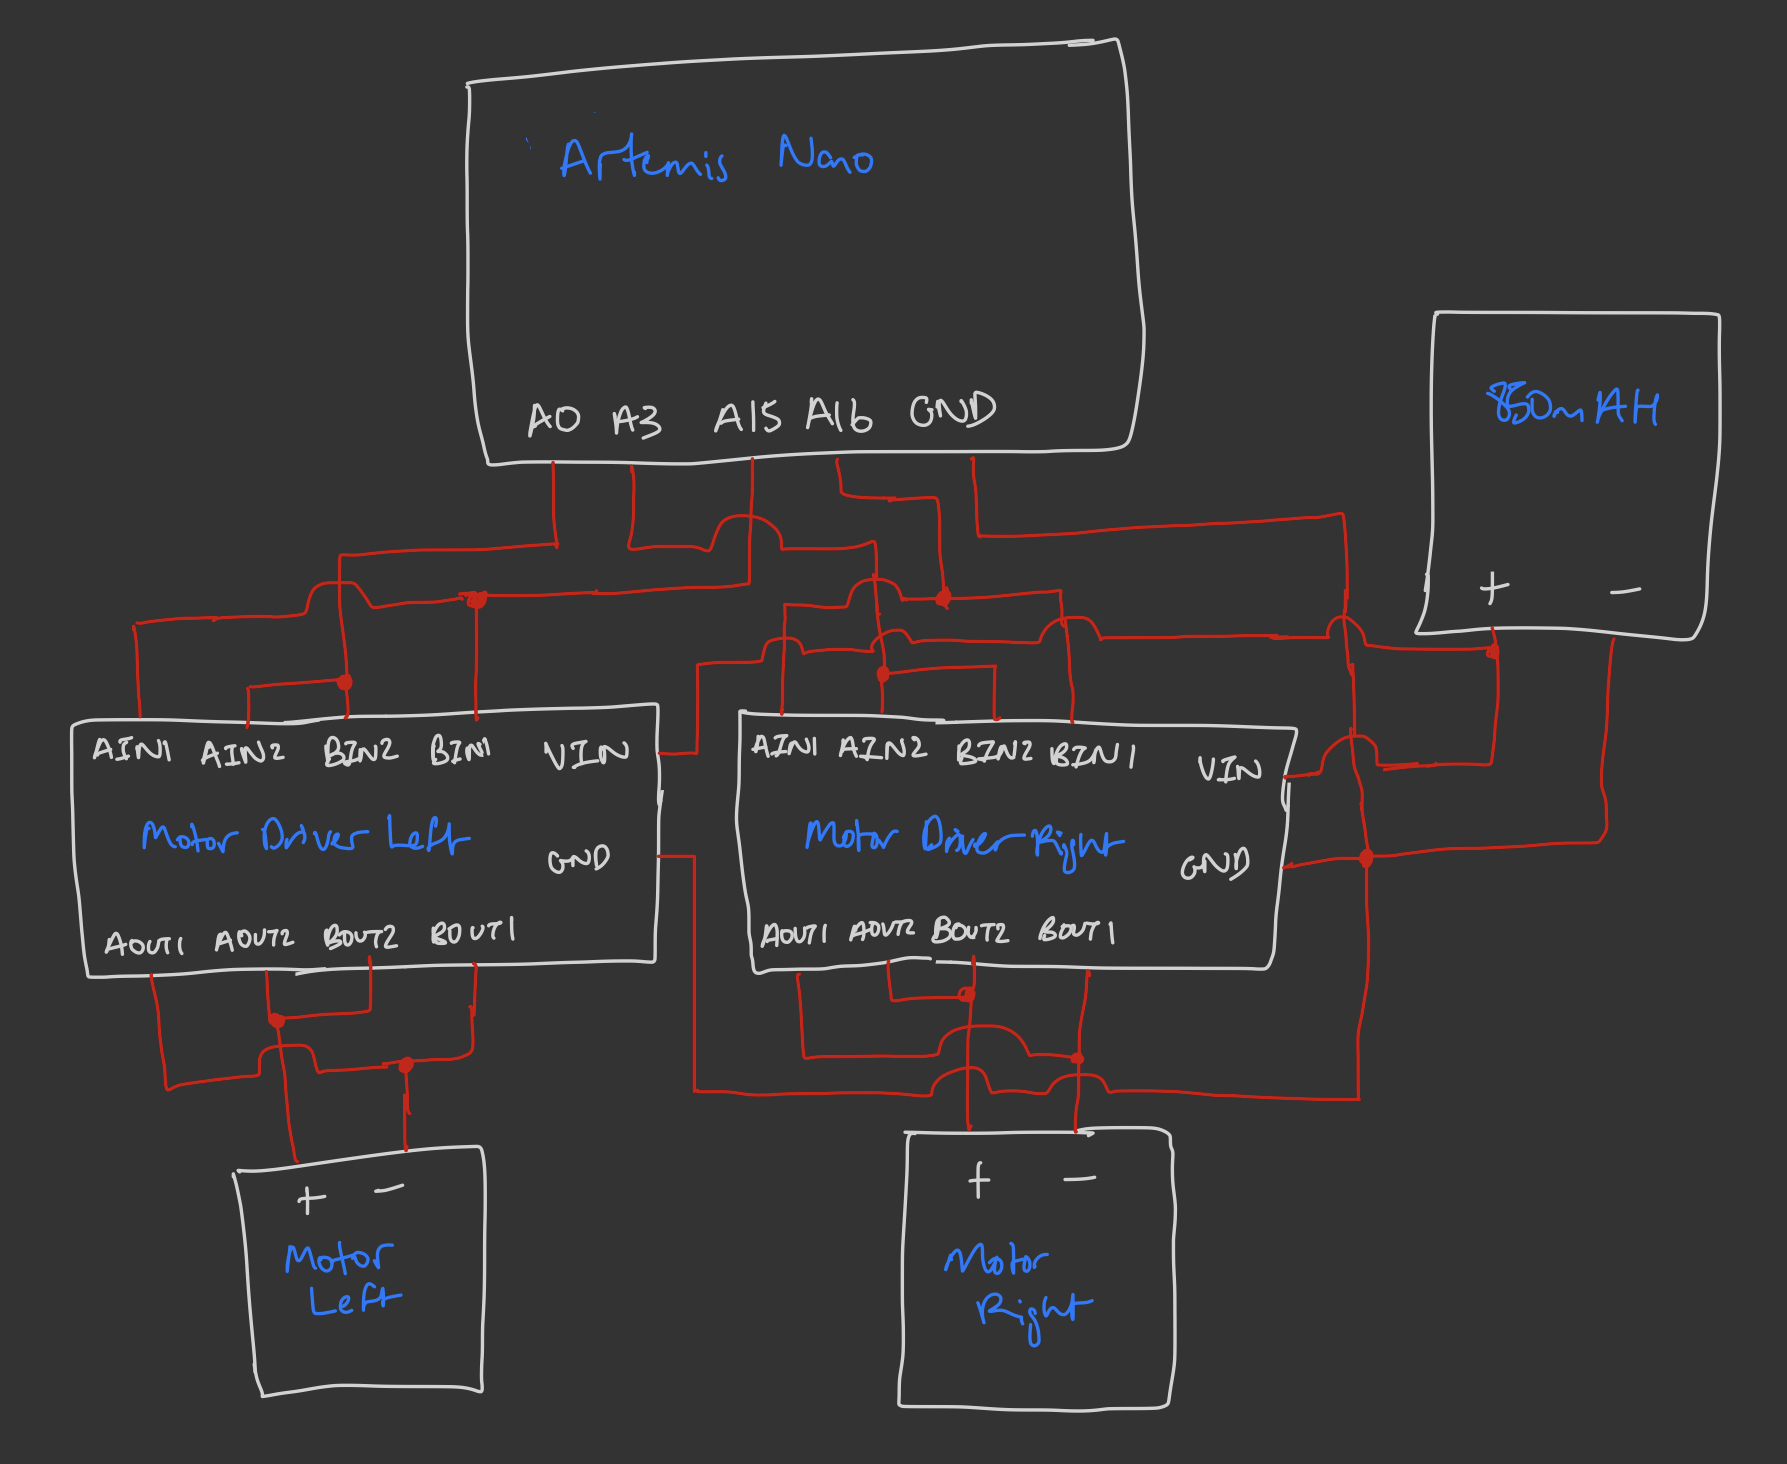 Artemis Nano
A0 A3 A15 A16 GND
850mAH
+ −
AIN1 AIN2 BIN2 BIN1 VIN
Motor Driver Left
GND
AOUT1 AOUT2 BOUT2 BOUT1
AIN1 AIN2 BIN2 BIN1 VIN
Motor Driver Right
GND
AOUT1 AOUT2 BOUT2 BOUT1
+ −
Motor
Left
+ −
Motor
Right